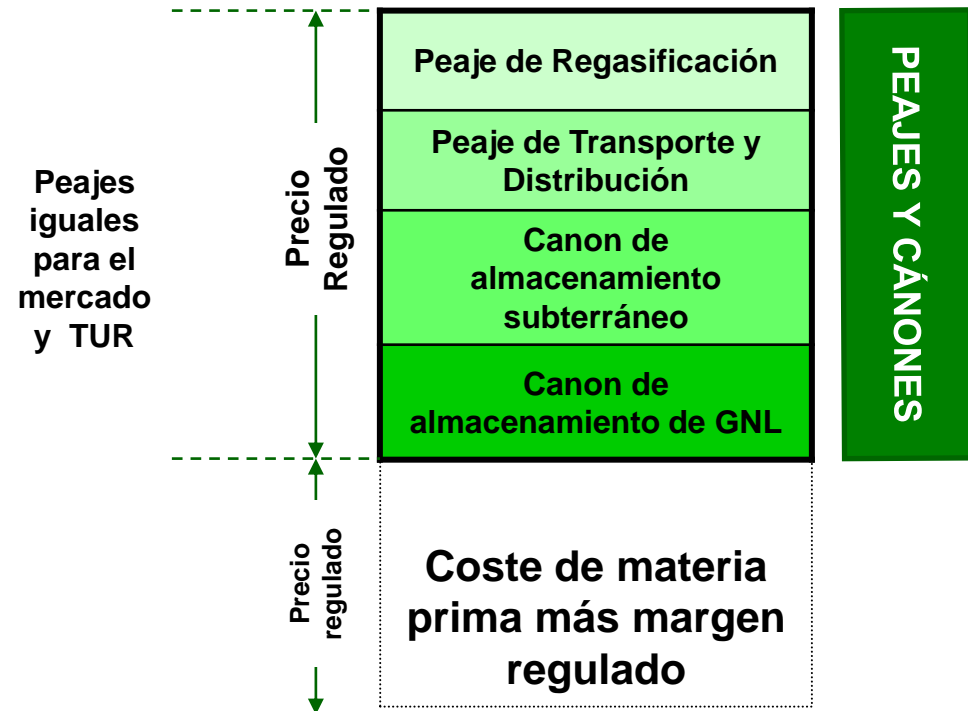 Peajes
iguales
para el
mercado
y TUR
Precio
Regulado
Peaje de Regasificación
Peaje de Transporte y
Distribución
Canon de
almacenamiento
subterráneo
Canon de
almacenamiento de GNL
PEAJES Y CÁNONES
Precio
regulado
Coste de materia
prima más margen
regulado